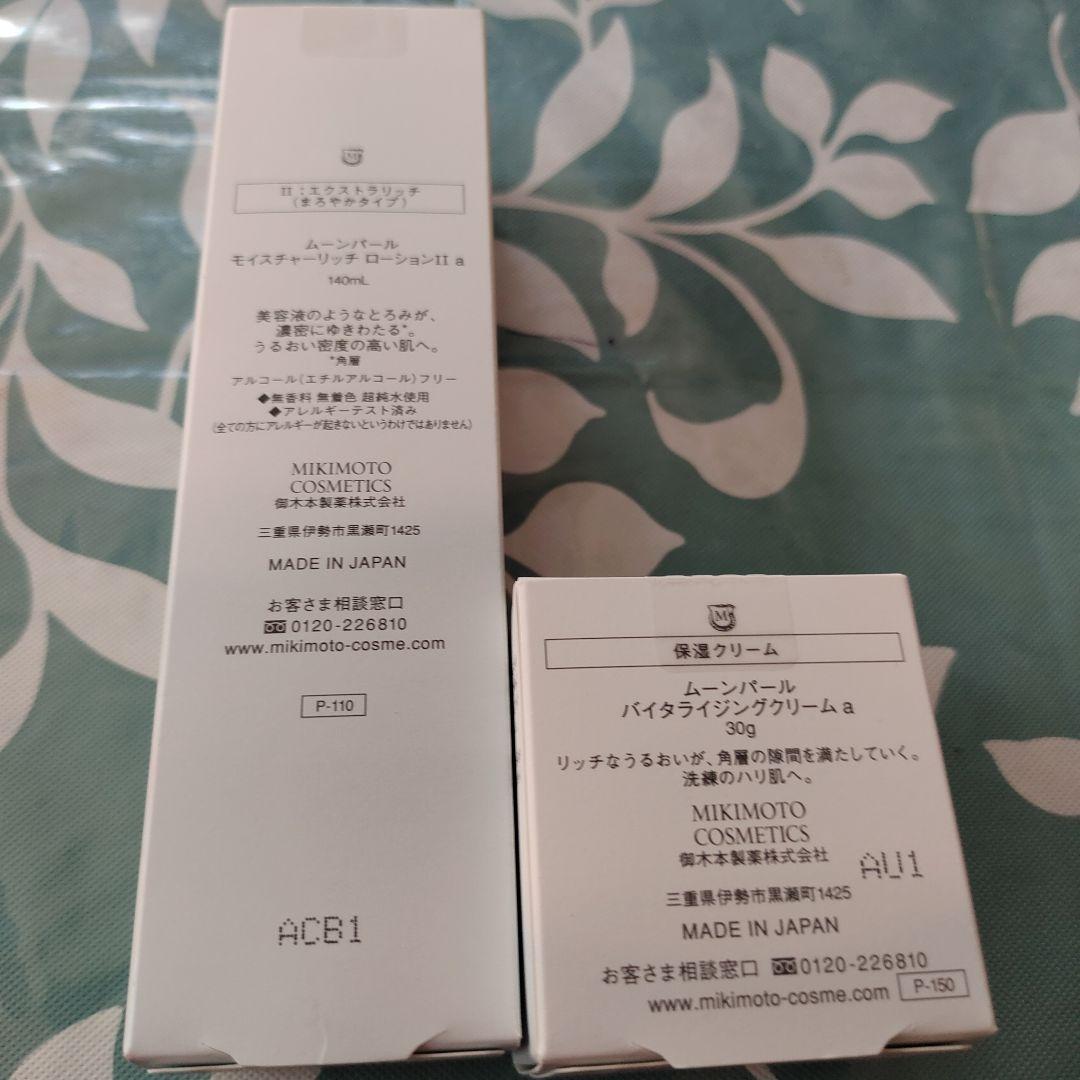 M
II：エクストラリッチ
(まろやかタイプ)
ムーンパール
モイスチャーリッチ ローションII a
140mL
美容液のようなとろみが、
濃密にゆきわたる*。
うるおい密度の高い肌へ。
*角層
アルコール(エチルアルコール)フリー
◆無香料 無着色 超純水使用
◆アレルギーテスト済み
(全ての方にアレルギーが起きないというわけではありません)
MIKIMOTO
COSMETICS
御木本製薬株式会社
三重県伊勢市黒瀬町1425
MADE IN JAPAN
お客さま相談窓口
0120-226810
www.mikimoto-cosme.com
P-110
ACB1
M
保湿クリーム
ムーンパール
バイタライジングクリーム a
30g
リッチなうるおいが、角層の隙間を満たしていく。
洗練のハリ肌へ。
MIKIMOTO
COSMETICS
御木本製薬株式会社
AU1
三重県伊勢市黒瀬町1425
MADE IN JAPAN
お客さま相談窓口 0120-226810
www.mikimoto-cosme.com
P-150